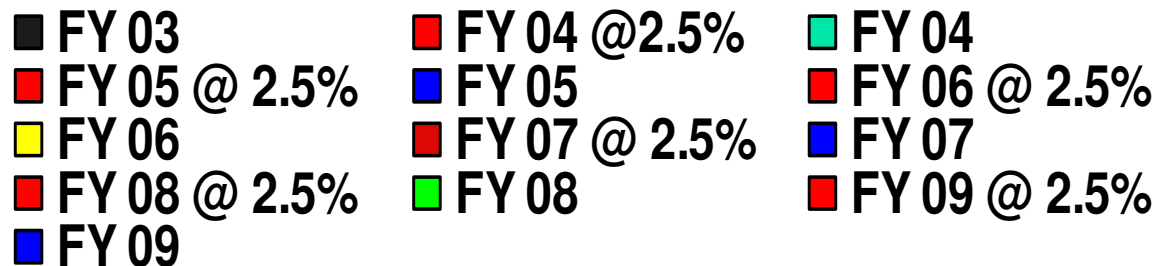 FY 03 FY 04 @2.5% FY 04
FY 05 @ 2.5% FY 05 FY 06 @ 2.5%
FY 06 FY 07 @ 2.5% FY 07
FY 08 @ 2.5% FY 08 FY 09 @ 2.5%
FY 09